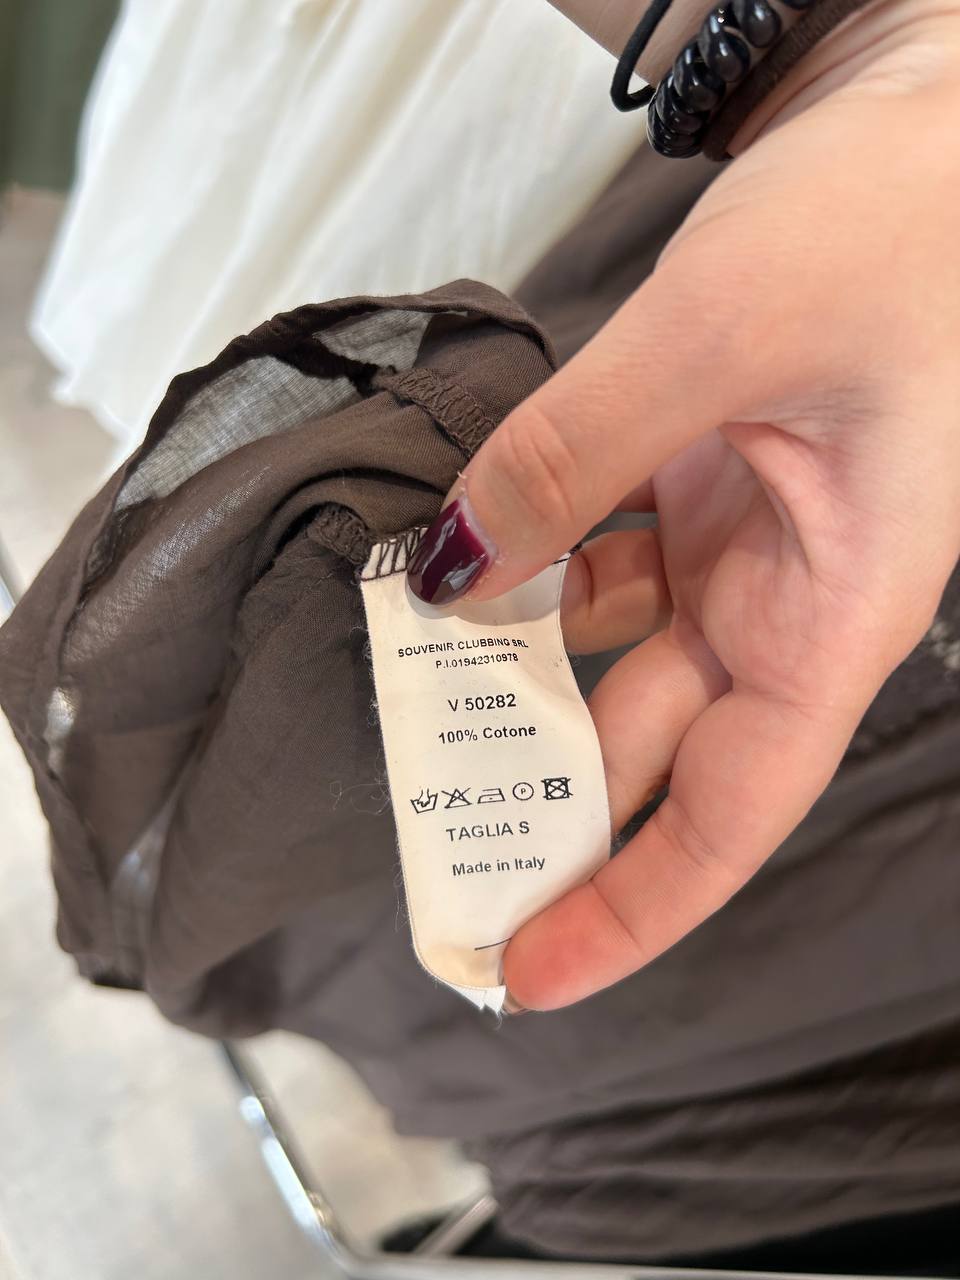 SOUVENIR CLUBBING SRL
P.I.01942310978
V 50282
100% Cotone
P
TAGLIA S
Made in Italy